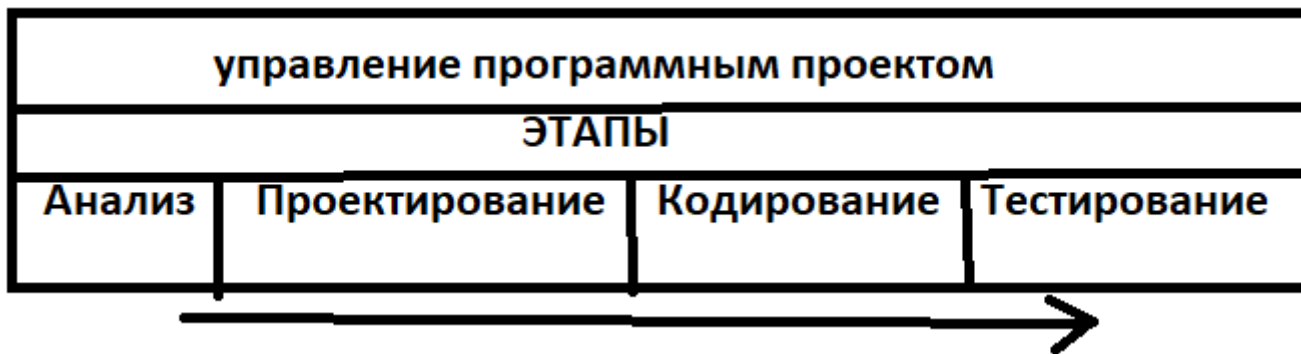 управление программным проектом
ЭТАПЫ
Анализ Проектирование Кодирование Тестирование